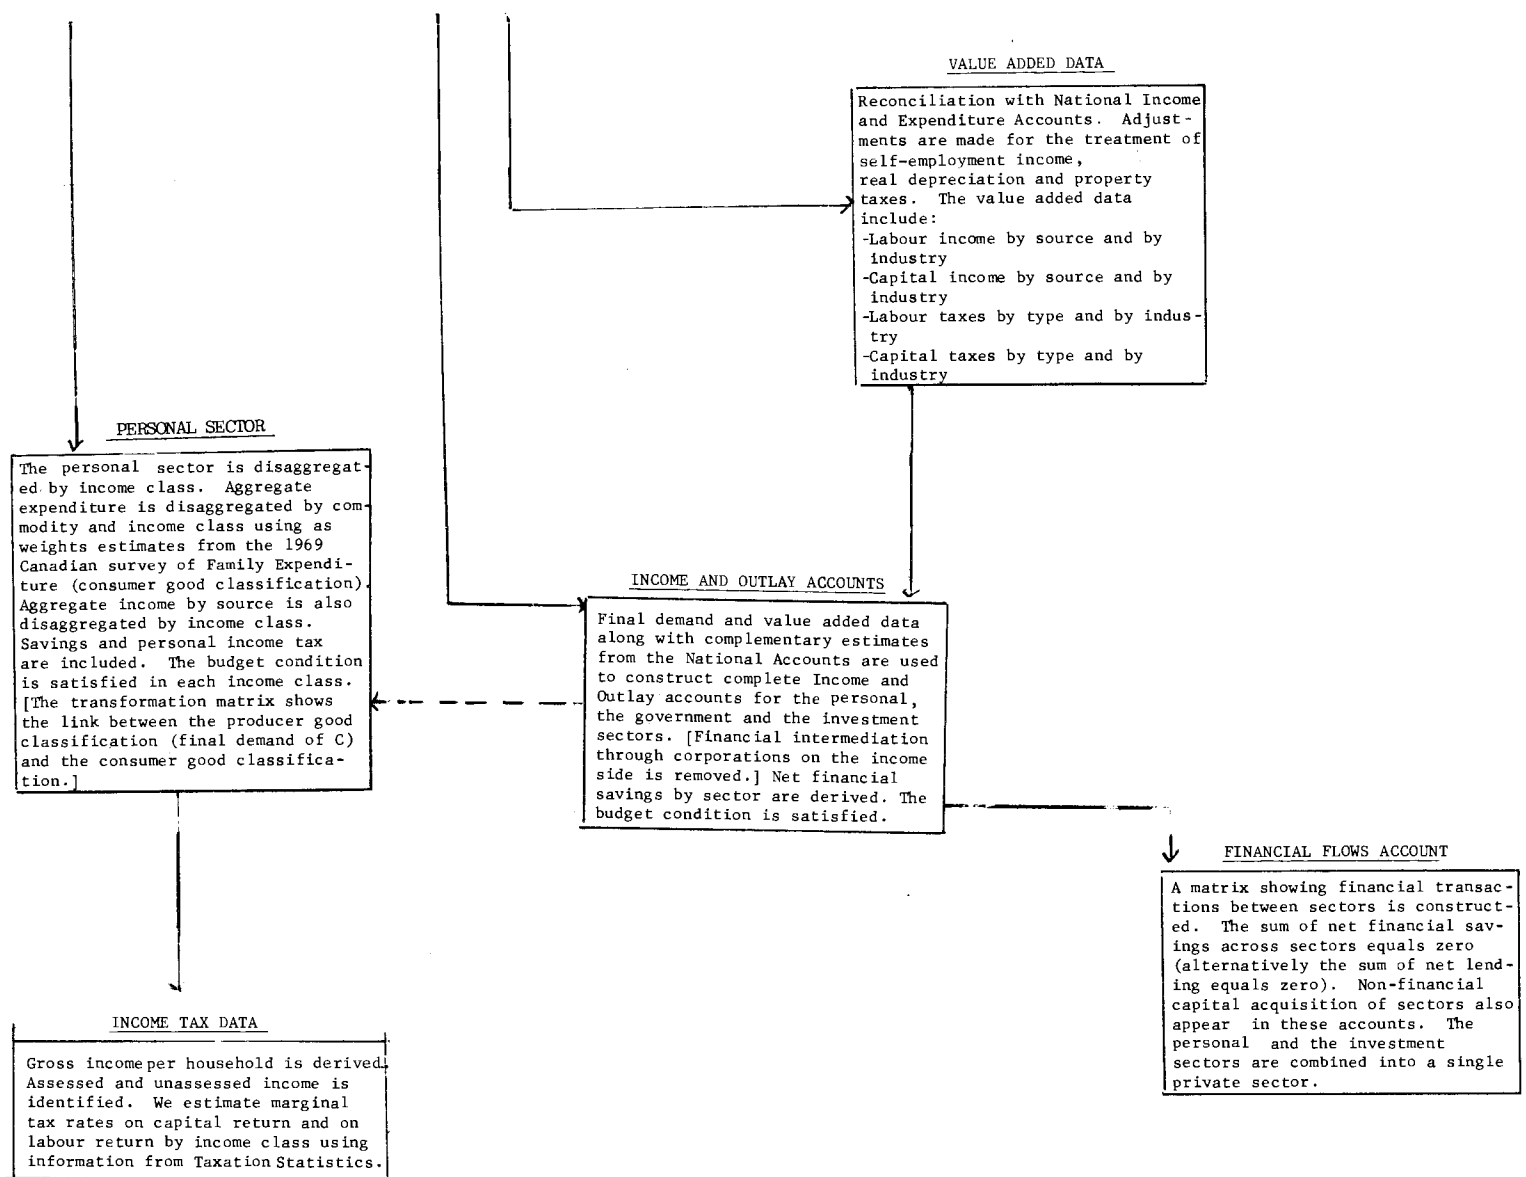 VALUE ADDED DATA
Reconciliation with National Income
and Expenditure Accounts. Adjust-
ments are made for the treatment of
self-employment income,
real depreciation and property
taxes. The value added data
include:
-Labour income by source and by
industry
-Capital income by source and by
industry
-Labour taxes by type and by indus-
try
-Capital taxes by type and by
industry
PERSONAL SECTOR
The personal sector is disaggregat-
ed by income class. Aggregate
expenditure is disaggregated by com-
modity and income class using as
weights estimates from the 1969
Canadian survey of Family Expendi-
ture (consumer good classification).
Aggregate income by source is also
disaggregated by income class.
Savings and personal income tax
are included. The budget condition
is satisfied in each income class.
[The transformation matrix shows
the link between the producer good
classification (final demand of C)
and the consumer good classifica-
tion.]
INCOME AND OUTLAY ACCOUNTS
Final demand and value added data
along with complementary estimates
from the National Accounts are used
to construct complete Income and
Outlay accounts for the personal,
the government and the investment
sectors. [Financial intermediation
through corporations on the income
side is removed.] Net financial
savings by sector are derived. The
budget condition is satisfied.
FINANCIAL FLOWS ACCOUNT
A matrix showing financial transac-
tions between sectors is construct-
ed. The sum of net financial sav-
ings across sectors equals zero
(alternatively the sum of net lend-
ing equals zero). Non-financial
capital acquisition of sectors also
appear in these accounts. The
personal and the investment
sectors are combined into a single
private sector.
INCOME TAX DATA
Gross income per household is derived.
Assessed and unassessed income is
identified. We estimate marginal
tax rates on capital return and on
labour return by income class using
information from Taxation Statistics.